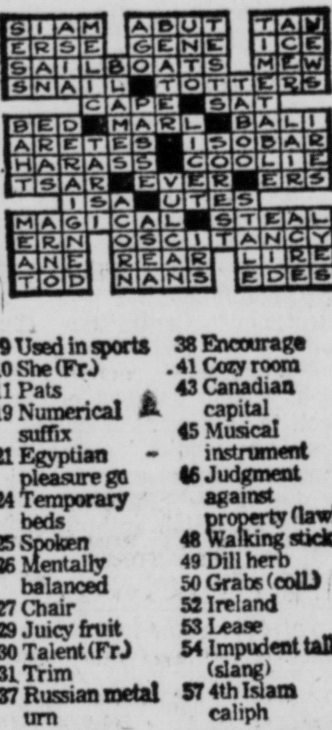 SIAM ABUT TAW
ERSE GENE ICE
SAILBOATS MEW
SNAIL TOTTERS
CAPE SAT
BED MARL BALI
ARETES ISOBAR
HARASS COOLIE
TSAR EVER ERS
ISA UTES
MAGICAL STEAL
ERN OSCITANCY
ANE REAR LIRE
TOD NANS EDES
9 Used in sports
10 She (Fr.)
11 Pats
19 Numerical
suffix
21 Egyptian
pleasure god
24 Temporary
beds
25 Spoken
26 Mentally
balanced
27 Chair
29 Juicy fruit
30 Talent (Fr.)
31 Trim
37 Russian metal
urn
38 Encourage
41 Cozy room
43 Canadian
capital
45 Musical
instrument
46 Judgment
against
property (law)
48 Walking stick
49 Dill herb
50 Grabs (coll.)
52 Ireland
53 Lease
54 Impudent talk
(slang)
57 4th Islam
caliph